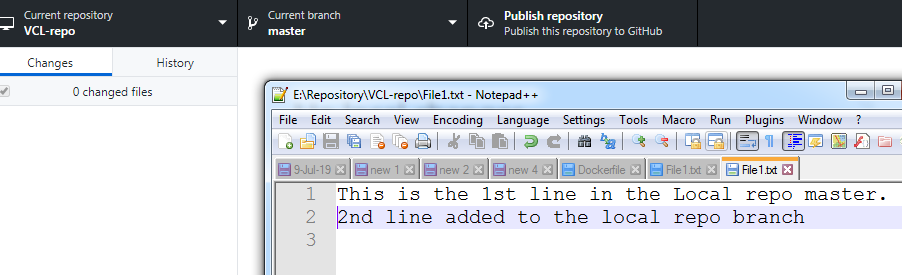 Current repository
VCL-repo
Current branch
master
Publish repository
Publish this repository to GitHub
Changes
History
0 changed files
E:\Repository\VCL-repo\File1.txt - Notepad++
File Edit Search View Encoding Language Settings Tools Macro Run Plugins Window ?
9-Jul-19 new 1 new 2 new 4 Dockerfile File1.txt File1.txt
1 This is the 1st line in the Local repo master.
2 2nd line added to the local repo branch
3